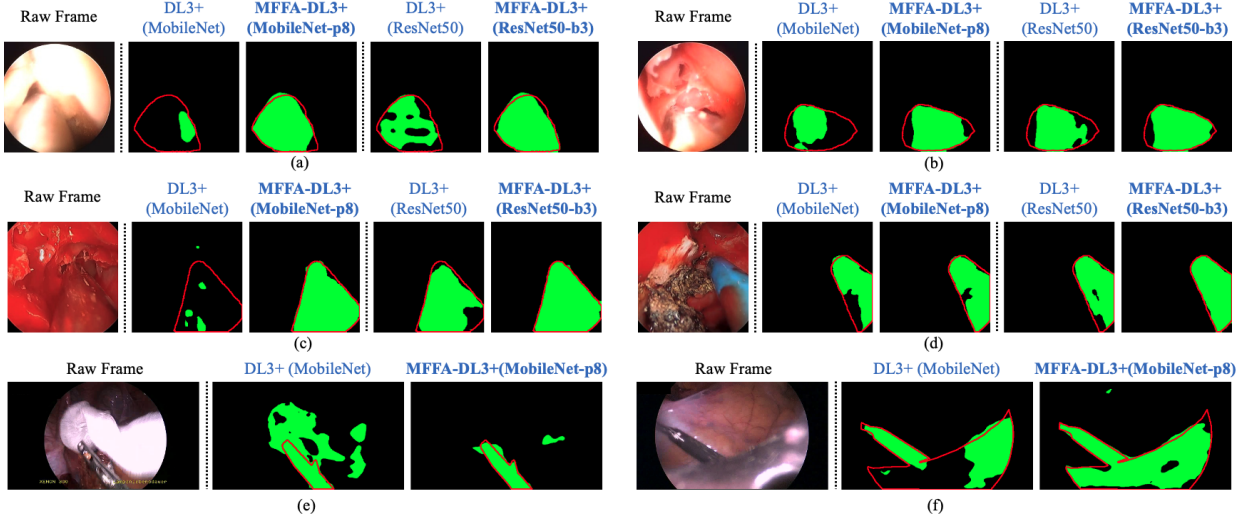 Raw Frame
DL3+
(MobileNet)
MFFA-DL3+
(MobileNet-p8)
DL3+
(ResNet50)
MFFA-DL3+
(ResNet50-b3)
(a)
Raw Frame
DL3+
(MobileNet)
MFFA-DL3+
(MobileNet-p8)
DL3+
(ResNet50)
MFFA-DL3+
(ResNet50-b3)
(b)
Raw Frame
DL3+
(MobileNet)
MFFA-DL3+
(MobileNet-p8)
DL3+
(ResNet50)
MFFA-DL3+
(ResNet50-b3)
(c)
Raw Frame
DL3+
(MobileNet)
MFFA-DL3+
(MobileNet-p8)
DL3+
(ResNet50)
MFFA-DL3+
(ResNet50-b3)
(d)
Raw Frame
DL3+ (MobileNet)
MFFA-DL3+(MobileNet-p8)
XENON 300
(e)
Raw Frame
DL3+ (MobileNet)
MFFA-DL3+(MobileNet-p8)
(f)